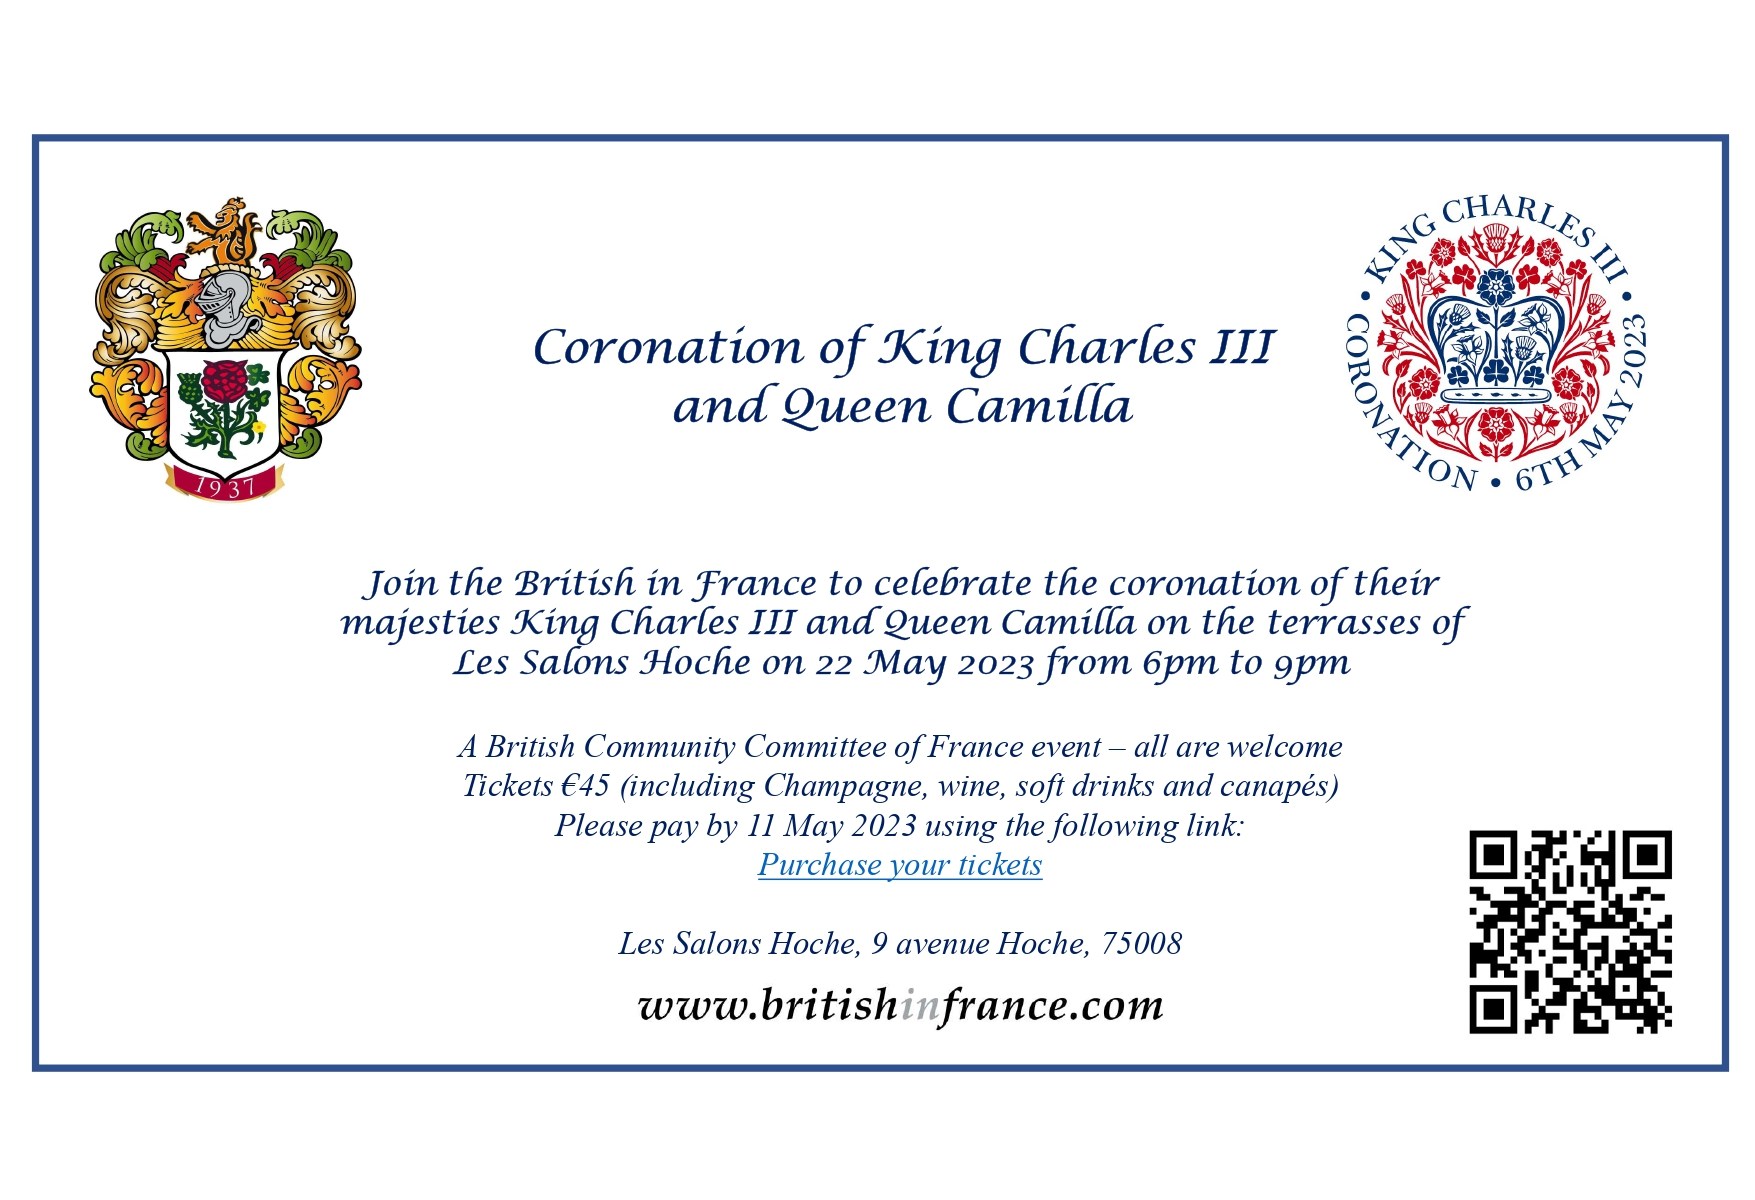 1937
KING CHARLES III • 6TH MAY 2023 • CORONATION •
Coronation of King Charles III
and Queen Camilla
Join the British in France to celebrate the coronation of their
majesties King Charles III and Queen Camilla on the terrasses of
Les Salons Hoche on 22 May 2023 from 6pm to 9pm
A British Community Committee of France event – all are welcome
Tickets €45 (including Champagne, wine, soft drinks and canapés)
Please pay by 11 May 2023 using the following link:
Purchase your tickets
Les Salons Hoche, 9 avenue Hoche, 75008
www.britishinfrance.com